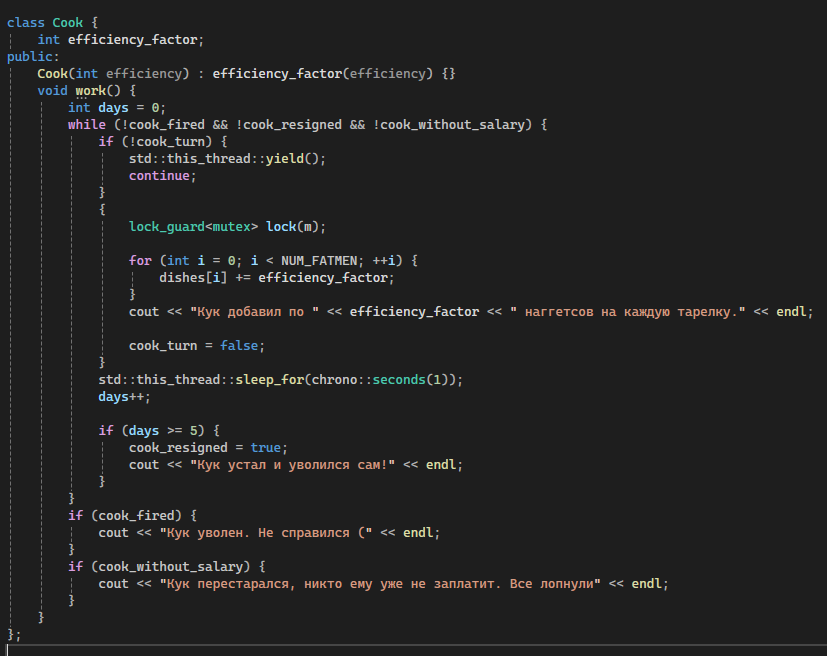 class Cook {
    int efficiency_factor;
public:
    Cook(int efficiency) : efficiency_factor(efficiency) {}
    void work() {
        int days = 0;
        while (!cook_fired && !cook_resigned && !cook_without_salary) {
            if (!cook_turn) {
                std::this_thread::yield();
                continue;
            }
            {
                lock_guard<mutex> lock(m);

                for (int i = 0; i < NUM_FATMEN; ++i) {
                    dishes[i] += efficiency_factor;
                }
                cout << "Кук добавил по " << efficiency_factor << " наггетсов на каждую тарелку." << endl;

                cook_turn = false;
            }
            std::this_thread::sleep_for(chrono::seconds(1));
            days++;

            if (days >= 5) {
                cook_resigned = true;
                cout << "Кук устал и уволился сам!" << endl;
            }
        }
        if (cook_fired) {
            cout << "Кук уволен. Не справился (" << endl;
        }
        if (cook_without_salary) {
            cout << "Кук перестарался, никто ему уже не заплатит. Все лопнули" << endl;
        }
    }
};